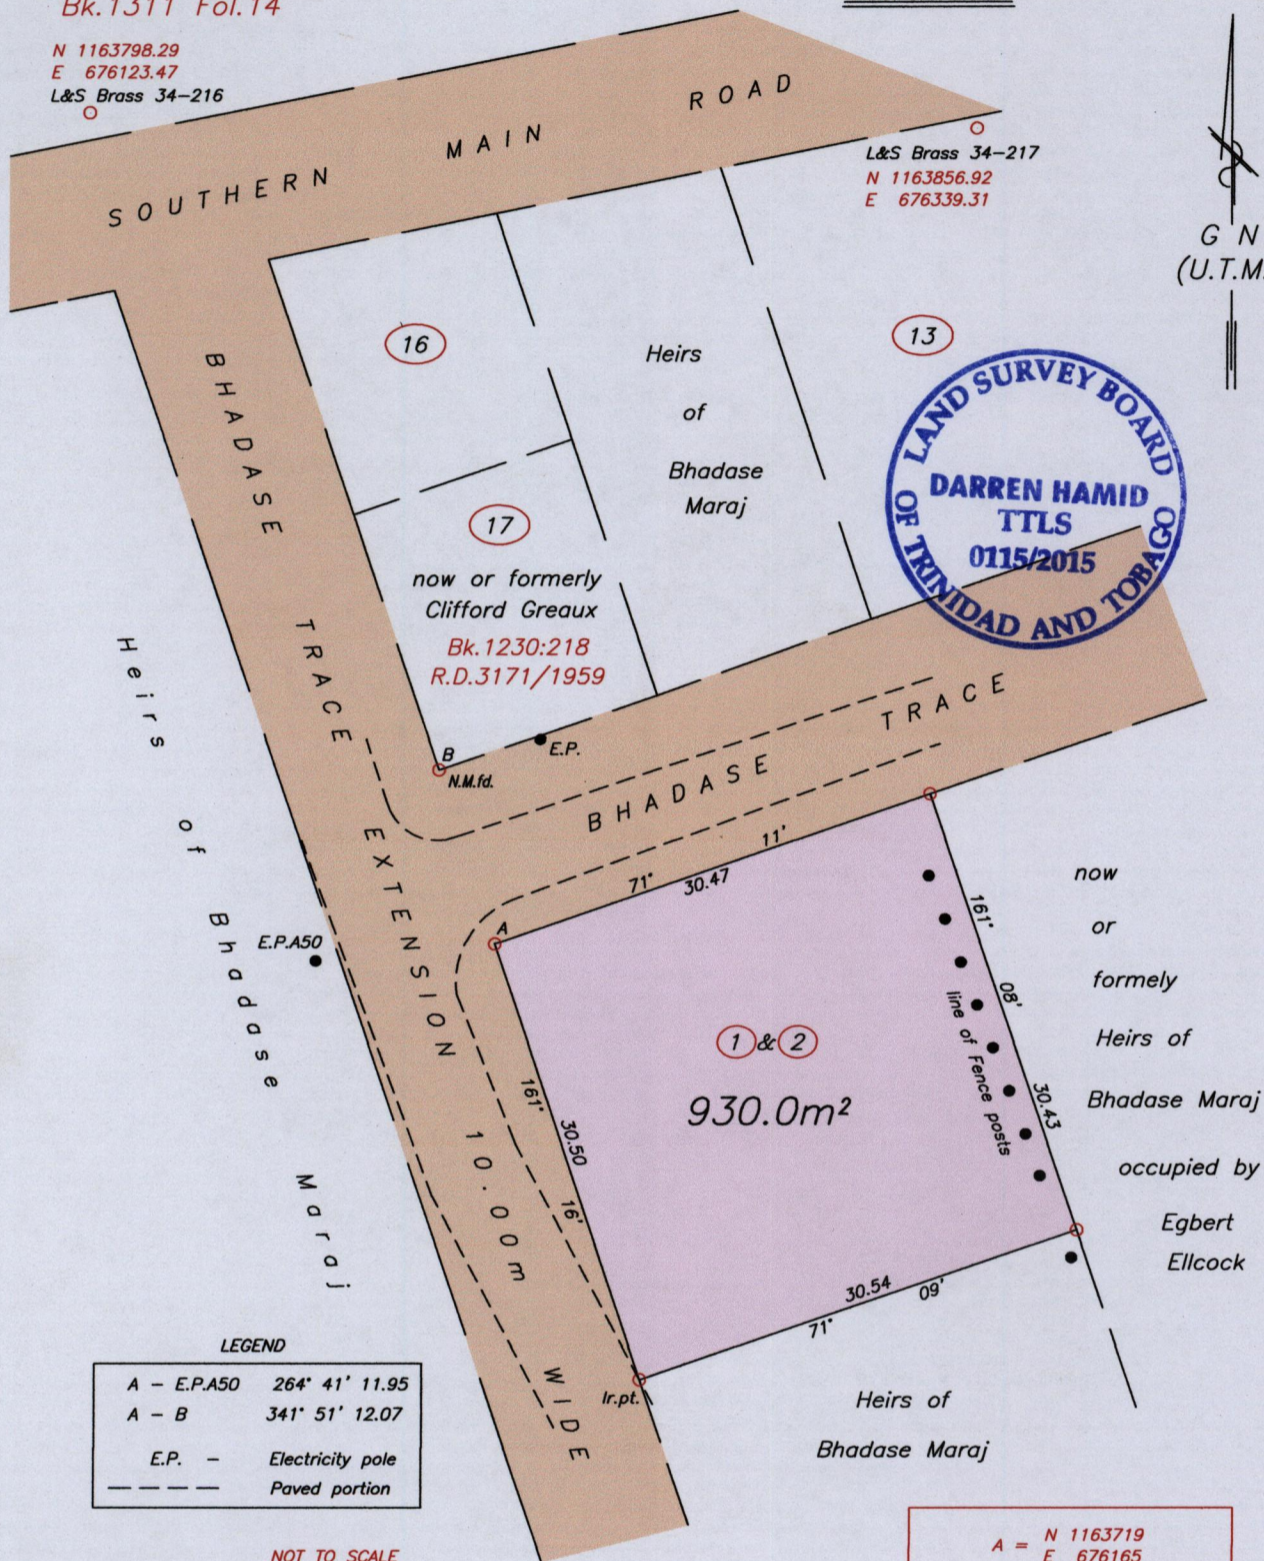 Bk.1311 Fol.14
N 1163798.29
E 676123.47
L&S Brass 34-216
SOUTHERN MAIN ROAD
L&S Brass 34-217
N 1163856.92
E 676339.31
G N
(U.T.M.
16
13
Heirs
of
Bhadase
Maraj
LAND SURVEY BOARD
DARREN HAMID
TTLS
0115/2015
OF TRINIDAD AND TOBAGO
17
now or formerly
Clifford Greaux
Bk.1230:218
R.D.3171/1959
BHADASE TRACE EXTENSION 10.00m WIDE
Heirs of Bhadase Maraj
B
N.M.fd.
E.P.
BHADASE TRACE
71° 30.47 11'
A
E.P.A50
161° 08' 30.43
line of Fence posts
now
or
formely
Heirs of
Bhadase Maraj
occupied by
Egbert
Ellcock
1 & 2
930.0m²
161° 30.50 16'
71° 30.54 09'
Ir.pt.
Heirs of
Bhadase Maraj
LEGEND
A - E.P.A50 264° 41' 11.95
A - B 341° 51' 12.07
E.P. - Electricity pole
Paved portion
NOT TO SCALE
A = N 1163719
E 676165